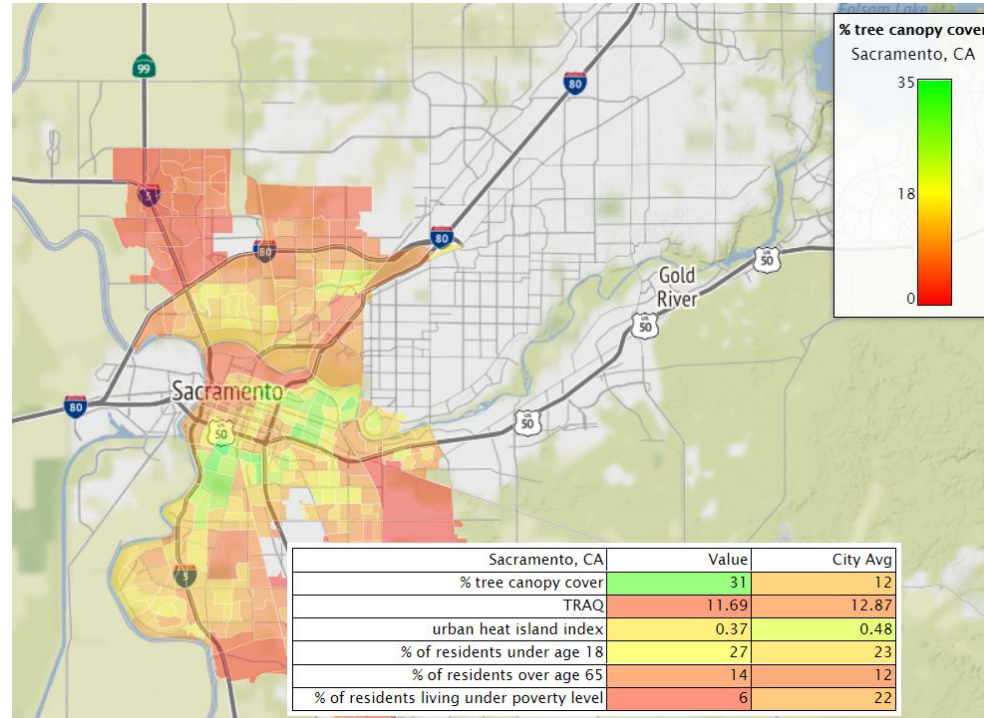 Folsom Lake
% tree canopy cover
Sacramento, CA
35
18
0
99
80
5
80
80
50
Gold
River
50
Sacramento
80
50
50
5
Sacramento, CA Value City Avg
% tree canopy cover 31 12
TRAQ 11.69 12.87
urban heat island index 0.37 0.48
% of residents under age 18 27 23
% of residents over age 65 14 12
% of residents living under poverty level 6 22